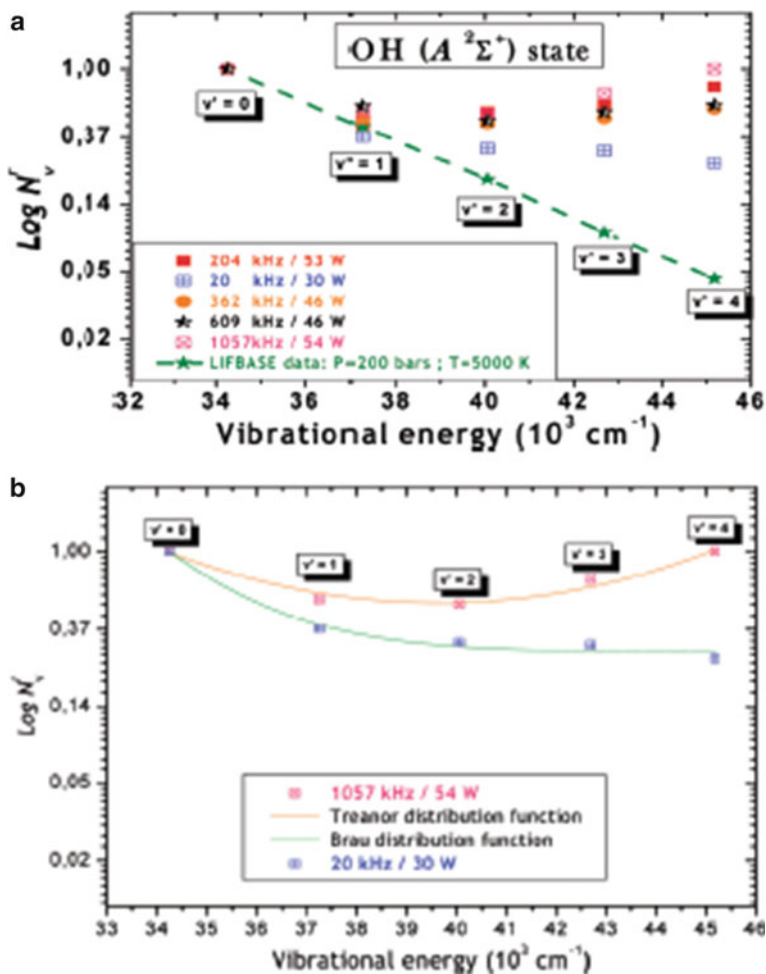 a
OH (A ²Σ⁺) state
1,00
0,37
0,14
0,05
0,02
Log N_v^r
v' = 0
v' = 1
v' = 2
v' = 3
v' = 4
204 kHz / 53 W
20 kHz / 30 W
362 kHz / 46 W
609 kHz / 46 W
1057kHz / 54 W
LIFBASE data: P=200 bars ; T=5000 K
32 34 36 38 40 42 44 46
Vibrational energy (10³ cm⁻¹)
b
1,00
0,37
0,14
0,05
0,02
Log N_v^r
v' = 0
v' = 1
v' = 2
v' = 3
v' = 4
1057 kHz / 54 W
Treanor distribution function
Brau distribution function
20 kHz / 30 W
33 34 35 36 37 38 39 40 41 42 43 44 45 46
Vibrational energy (10³ cm⁻¹)